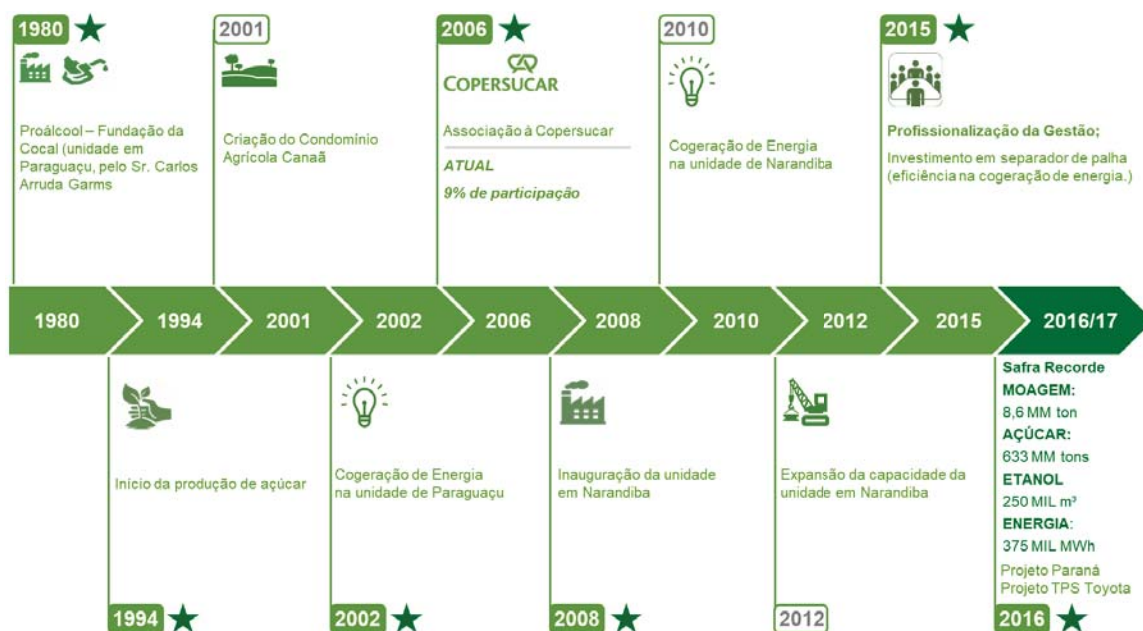 1980
Proálcool – Fundação da
Cocal (unidade em
Paraguaçu, pelo Sr. Carlos
Arruda Garms
2001
Criação do Condomínio
Agrícola Canaã
2006
COPERSUCAR
Associação à Copersucar
ATUAL
9% de participação
2010
Cogeração de Energia
na unidade de Narandiba
2015
Profissionalização da Gestão;
Investimento em separador de palha
(eficiência na cogeração de energia.)
1980
1994
2001
2002
2006
2008
2010
2012
2015
2016/17
Início da produção de açúcar
1994
Cogeração de Energia
na unidade de Paraguaçu
2002
Inauguração da unidade
em Narandiba
2008
Expansão da capacidade da
unidade em Narandiba
2012
Safra Recorde
MOAGEM:
8,6 MM ton
AÇÚCAR:
633 MM tons
ETANOL
250 MIL m³
ENERGIA:
375 MIL MWh
Projeto Paraná
Projeto TPS Toyota
2016